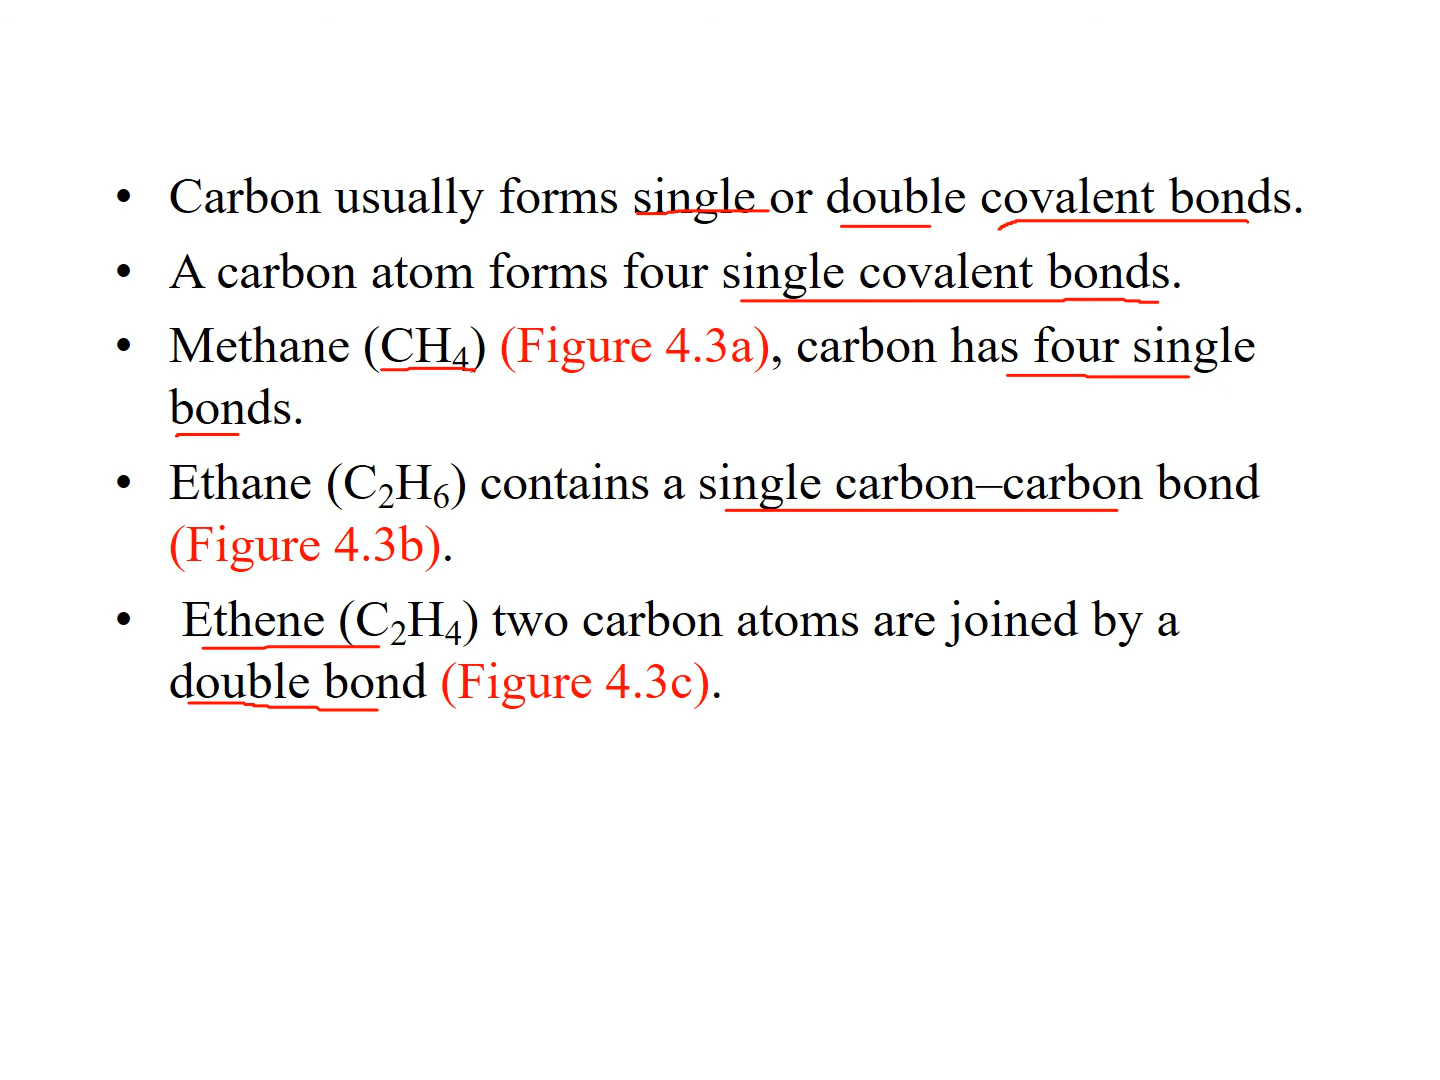 • Carbon usually forms single or double covalent bonds.
• A carbon atom forms four single covalent bonds.
• Methane (CH₄) (Figure 4.3a), carbon has four single
bonds.
• Ethane (C₂H₆) contains a single carbon–carbon bond
(Figure 4.3b).
• Ethene (C₂H₄) two carbon atoms are joined by a
double bond (Figure 4.3c).